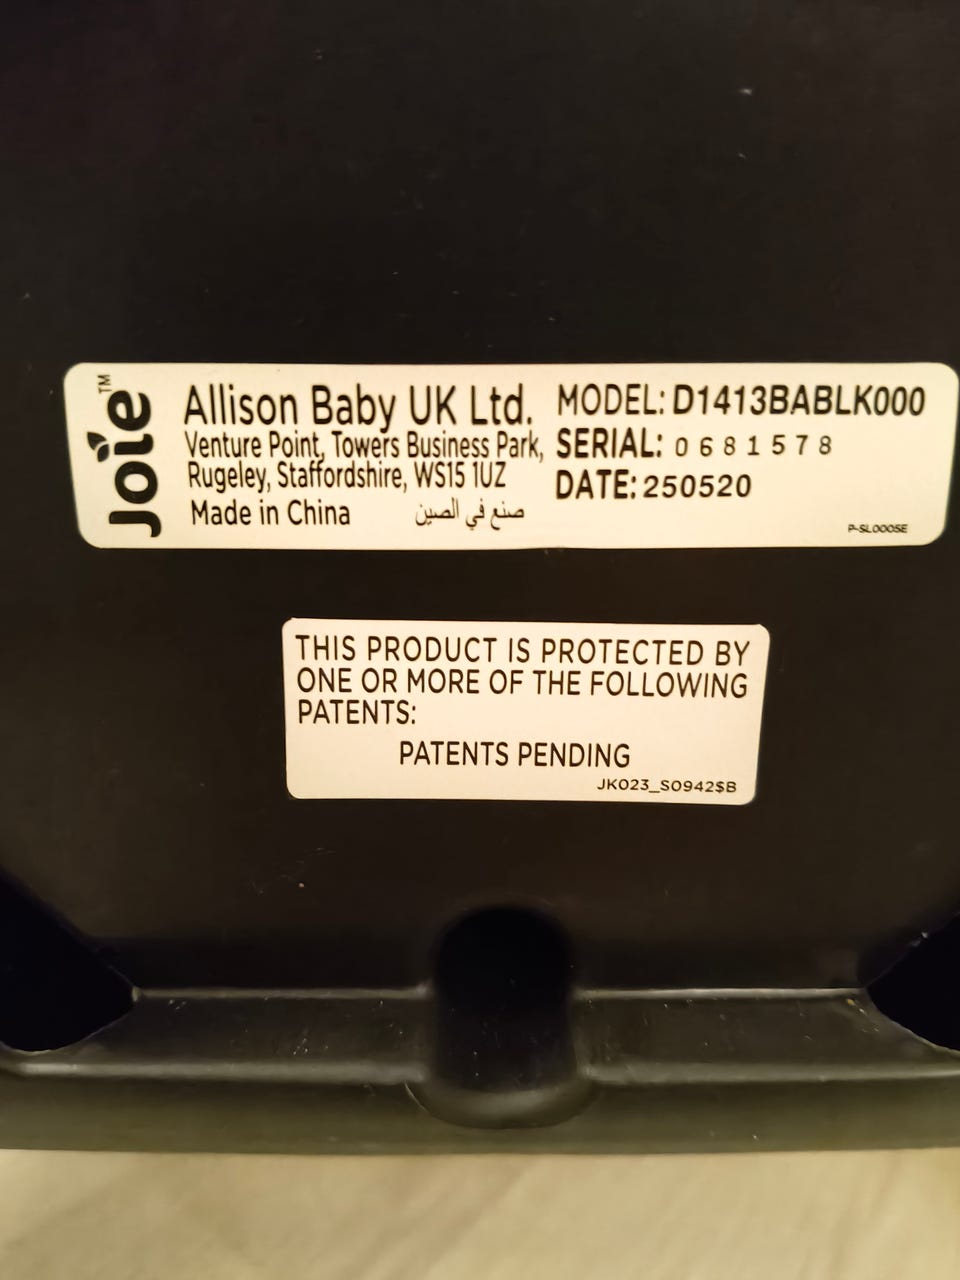 Joie™
Allison Baby UK Ltd.
Venture Point, Towers Business Park,
Rugeley, Staffordshire, WS15 1UZ
Made in China صنع في الصين
MODEL: D1413BABLK000
SERIAL: 0681578
DATE: 250520
P-SL0005E
THIS PRODUCT IS PROTECTED BY
ONE OR MORE OF THE FOLLOWING
PATENTS:
PATENTS PENDING
JK023_S0942$B